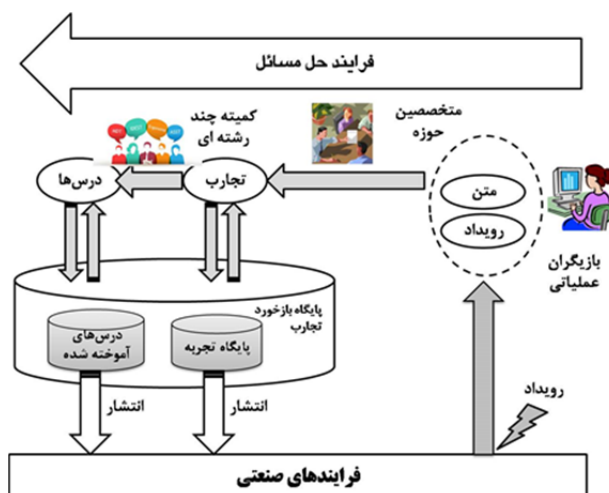 فرایند حل مسائل
متخصصین
حوزه
کمیته چند
رشته ای
متن
رویداد
تجارب
درس‌ها
بازیگران
عملیاتی
پایگاه بازخورد
تجارب
پایگاه تجربه
درس‌های
آموخته شده
رویداد
انتشار
انتشار
فرایندهای صنعتی